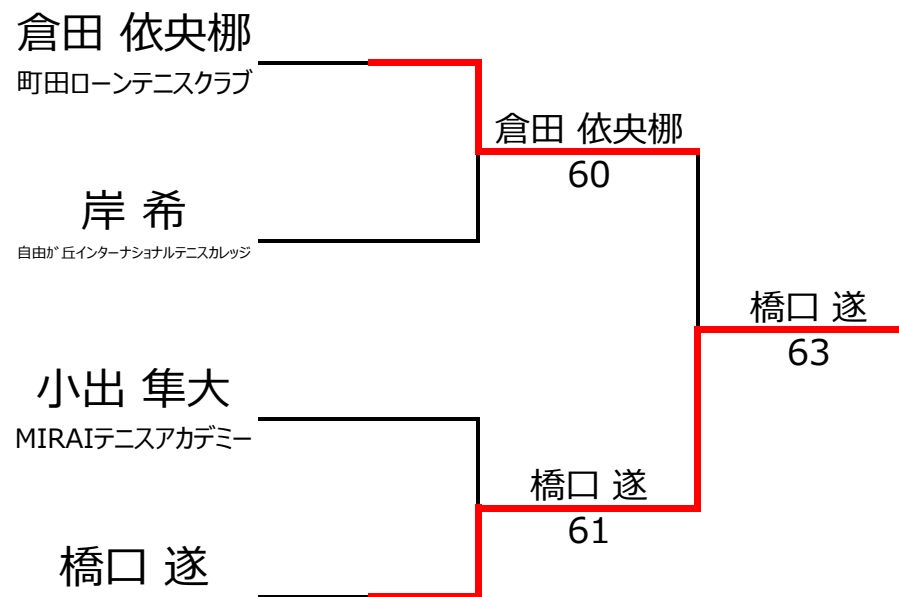 倉田 依央梛
町田ローンテニスクラブ
倉田 依央梛
60
岸 希
自由が丘インターナショナルテニスカレッジ
橋口 遂
63
小出 隼大
MIRAIテニスアカデミー
橋口 遂
61
橋口 遂